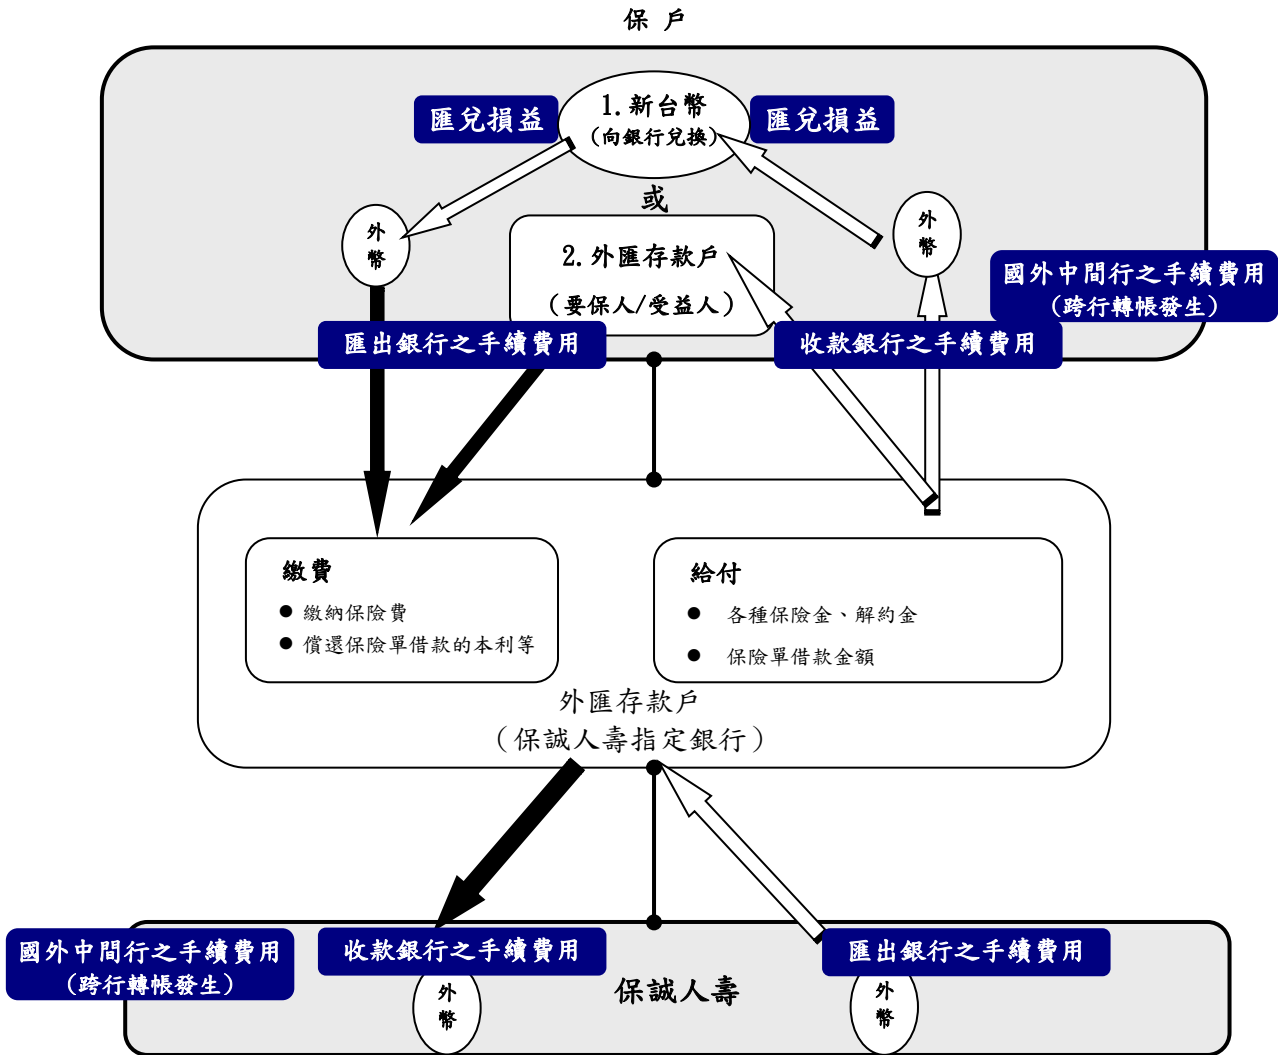 保 戶
匯兌損益
1.新台幣
(向銀行兌換)
匯兌損益
或
外
幣
2.外匯存款戶
(要保人/受益人)
外
幣
國外中間行之手續費用
(跨行轉帳發生)
匯出銀行之手續費用
收款銀行之手續費用
繳費
● 繳納保險費
● 償還保險單借款的本利等
給付
● 各種保險金、解約金
● 保險單借款金額
外匯存款戶
(保誠人壽指定銀行)
國外中間行之手續費用
(跨行轉帳發生)
收款銀行之手續費用
匯出銀行之手續費用
外
幣
保誠人壽
外
幣